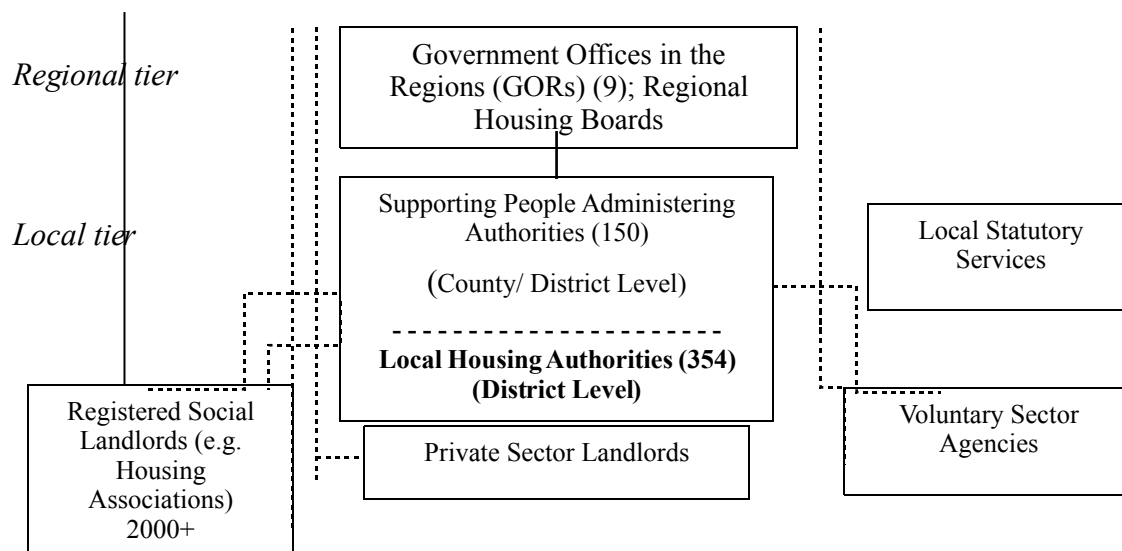 Regional tier
Government Offices in the
Regions (GORs) (9); Regional
Housing Boards
Local tier
Supporting People Administering
Authorities (150)
(County/ District Level)
Local Housing Authorities (354)
(District Level)
Local Statutory
Services
Registered Social
Landlords (e.g.
Housing
Associations)
2000+
Private Sector Landlords
Voluntary Sector
Agencies